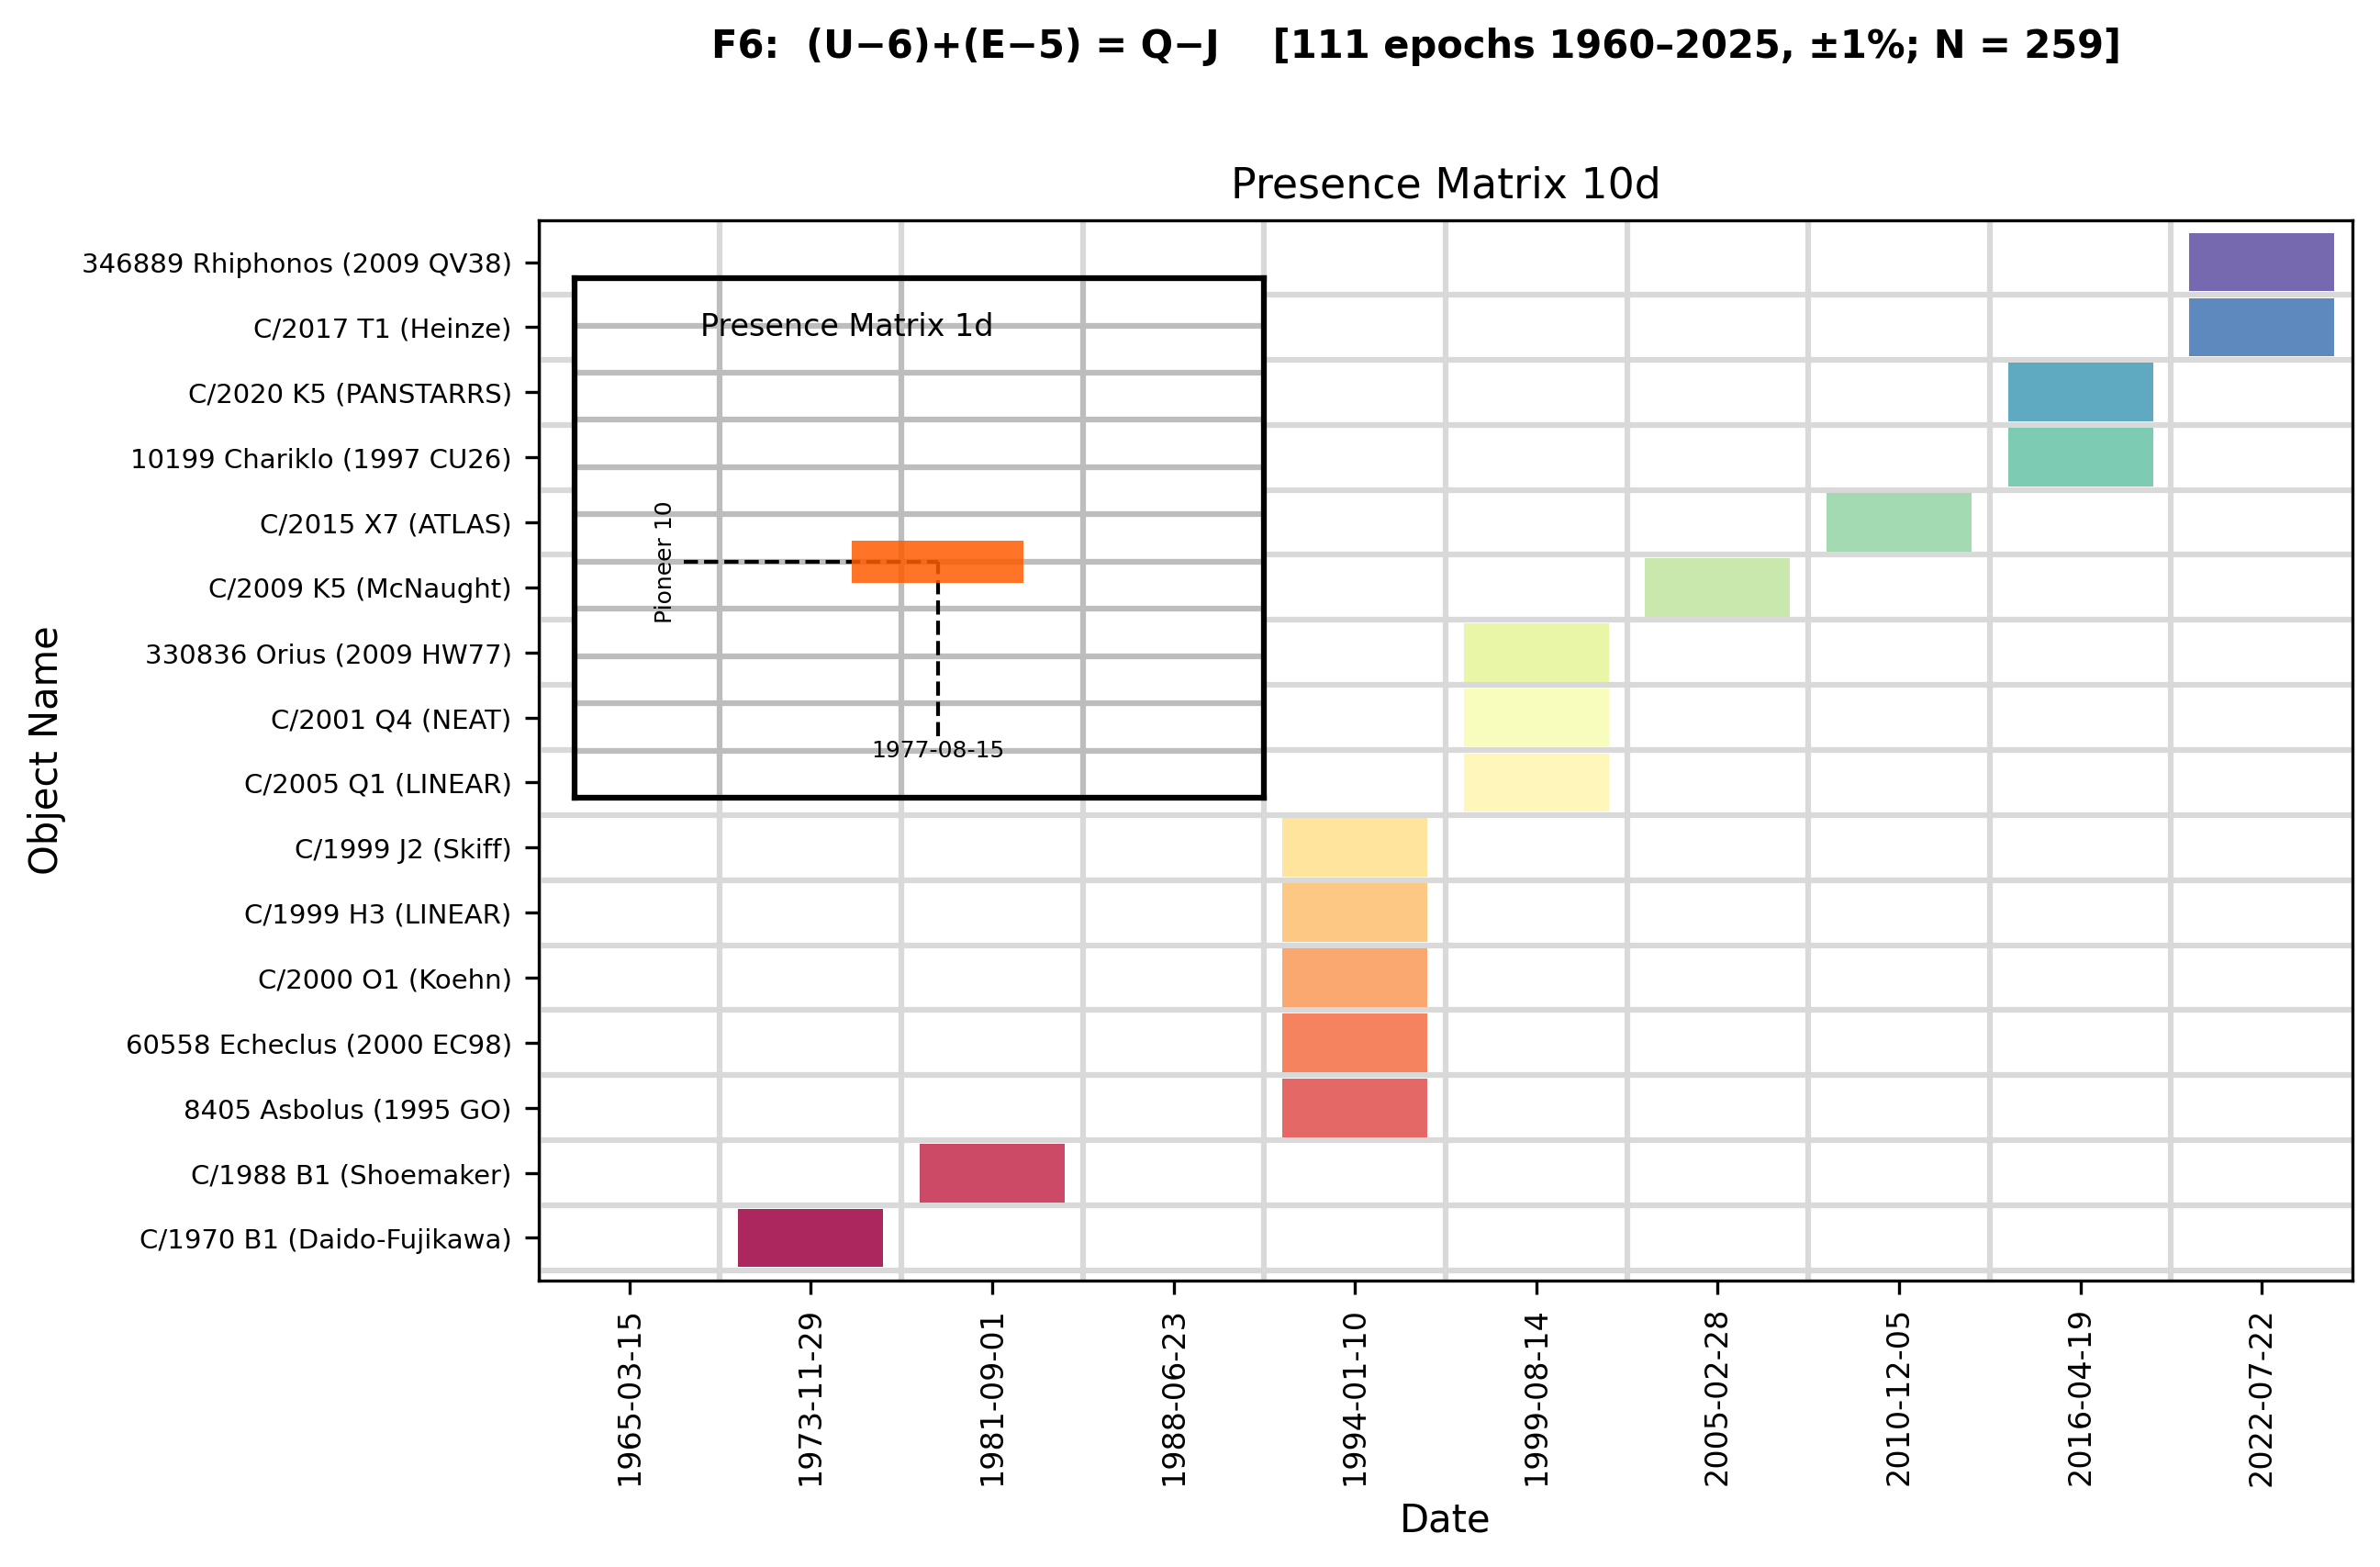 F6:  (U−6)+(E−5) = Q−J    [111 epochs 1960–2025, ±1%; N = 259]
Presence Matrix 10d
Object Name
346889 Rhiphonos (2009 QV38)
C/2017 T1 (Heinze)
C/2020 K5 (PANSTARRS)
10199 Chariklo (1997 CU26)
C/2015 X7 (ATLAS)
C/2009 K5 (McNaught)
330836 Orius (2009 HW77)
C/2001 Q4 (NEAT)
C/2005 Q1 (LINEAR)
C/1999 J2 (Skiff)
C/1999 H3 (LINEAR)
C/2000 O1 (Koehn)
60558 Echeclus (2000 EC98)
8405 Asbolus (1995 GO)
C/1988 B1 (Shoemaker)
C/1970 B1 (Daido-Fujikawa)
Presence Matrix 1d
Pioneer 10
1977-08-15
1965-03-15
1973-11-29
1981-09-01
1988-06-23
1994-01-10
1999-08-14
2005-02-28
2010-12-05
2016-04-19
2022-07-22
Date